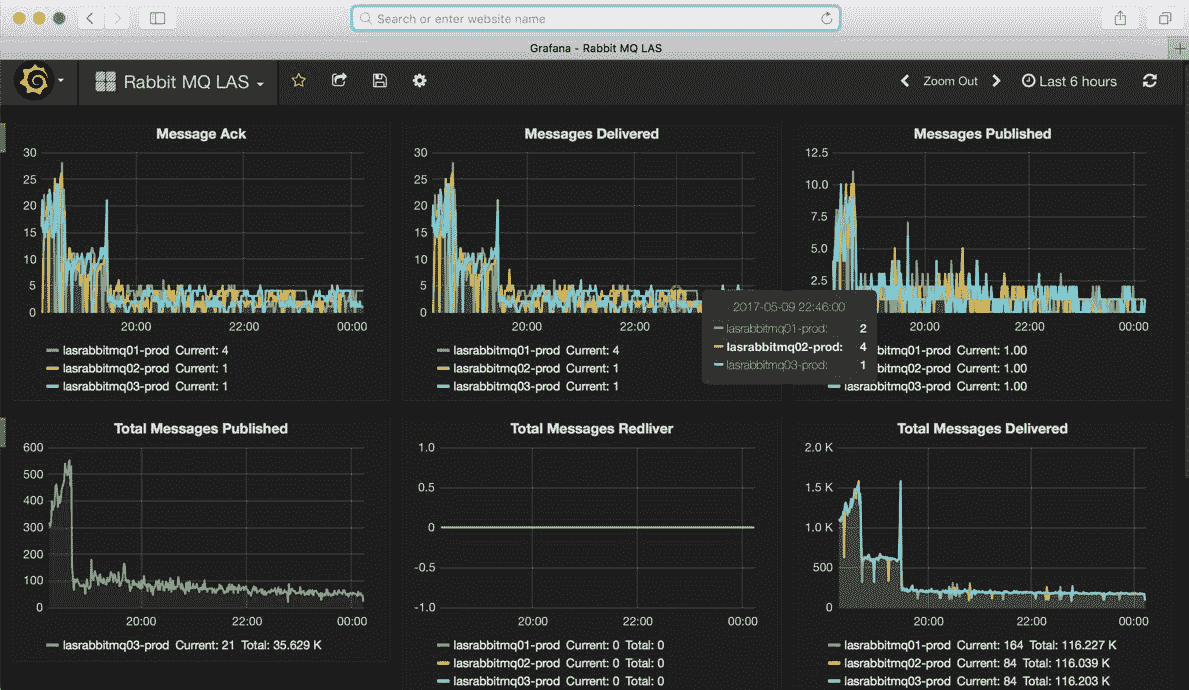 Search or enter website name
Grafana - Rabbit MQ LAS
Rabbit MQ LAS
Zoom Out
Last 6 hours
Message Ack
30
25
20
15
10
5
0
20:00
22:00
00:00
lasrabbitmq01-prod Current: 4
lasrabbitmq02-prod Current: 1
lasrabbitmq03-prod Current: 1
Messages Delivered
30
25
20
15
10
5
0
20:00
22:00
lasrabbitmq01-prod Current: 4
lasrabbitmq02-prod Current: 1
lasrabbitmq03-prod Current: 1
2017-05-09 22:46:00
lasrabbitmq01-prod: 2
lasrabbitmq02-prod: 4
lasrabbitmq03-prod: 1
Messages Published
12.5
10.0
7.5
5.0
2.5
20:00
22:00
00:00
rabbitmq01-prod Current: 1.00
rabbitmq02-prod Current: 1.00
lasrabbitmq03-prod Current: 1.00
Total Messages Published
600
500
400
300
200
100
0
20:00
22:00
00:00
lasrabbitmq03-prod Current: 21 Total: 35.629 K
Total Messages Redliver
1.0
0.5
0
-0.5
-1.0
20:00
22:00
00:00
lasrabbitmq01-prod Current: 0 Total: 0
lasrabbitmq02-prod Current: 0 Total: 0
lasrabbitmq03-prod Current: 0 Total: 0
Total Messages Delivered
2.0 K
1.5 K
1.0 K
500
0
20:00
22:00
00:00
lasrabbitmq01-prod Current: 164 Total: 116.227 K
lasrabbitmq02-prod Current: 84 Total: 116.039 K
lasrabbitmq03-prod Current: 84 Total: 116.203 K